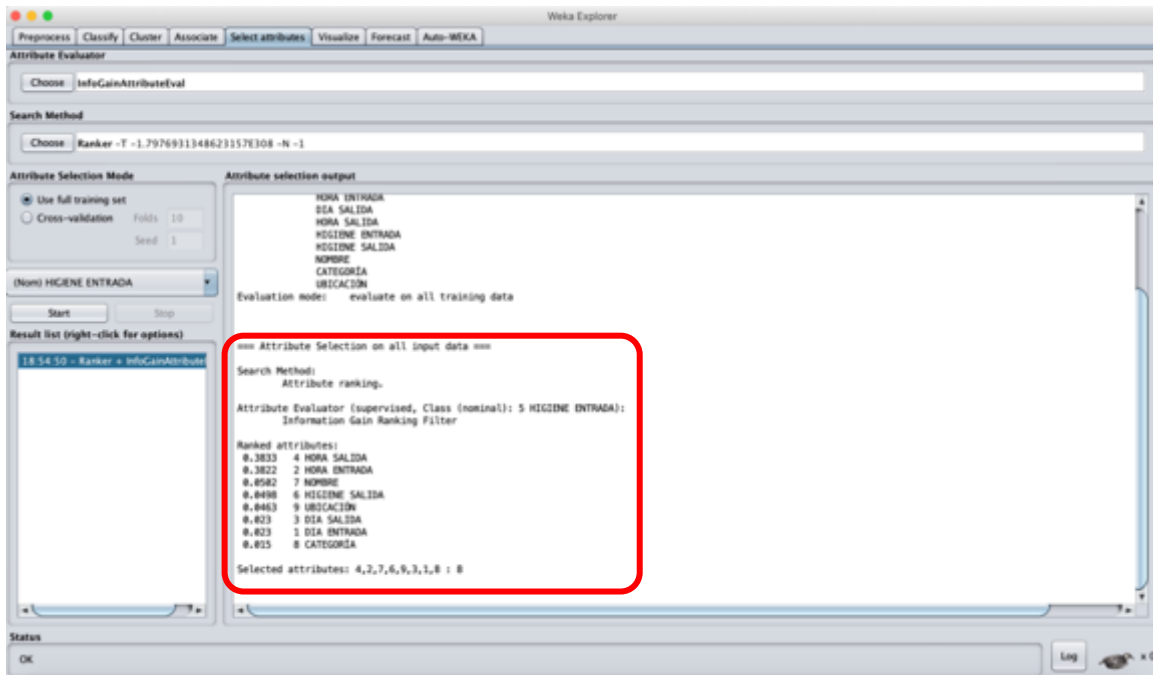 Weka Explorer
Preprocess Classify Cluster Associate Select attributes Visualize Forecast Auto-WEKA
Attribute Evaluator
Choose InfoGainAttributeEval
Search Method
Choose Ranker -T -1.7976931348623157E308 -N -1
Attribute Selection Mode
Use full training set
Cross-validation Folds 10
Seed 1
(Nom) HIGIENE ENTRADA
Start Stop
Result list (right-click for options)
18:54:50 - Ranker + InfoGainAttributeE
Attribute selection output
HORA ENTRADA
DIA SALIDA
HORA SALIDA
HIGIENE ENTRADA
HIGIENE SALIDA
NOMBRE
CATEGORÍA
UBICACIÓN
Evaluation mode: evaluate on all training data
=== Attribute Selection on all input data ===
Search Method:
Attribute ranking.
Attribute Evaluator (supervised, Class (nominal): 5 HIGIENE ENTRADA):
Information Gain Ranking Filter
Ranked attributes:
0.3833 4 HORA SALIDA
0.3822 2 HORA ENTRADA
0.0502 7 NOMBRE
0.0498 6 HIGIENE SALIDA
0.0463 9 UBICACIÓN
0.023 3 DIA SALIDA
0.023 1 DIA ENTRADA
0.015 8 CATEGORÍA
Selected attributes: 4,2,7,6,9,3,1,8 : 8
Status
OK
Log
x 0